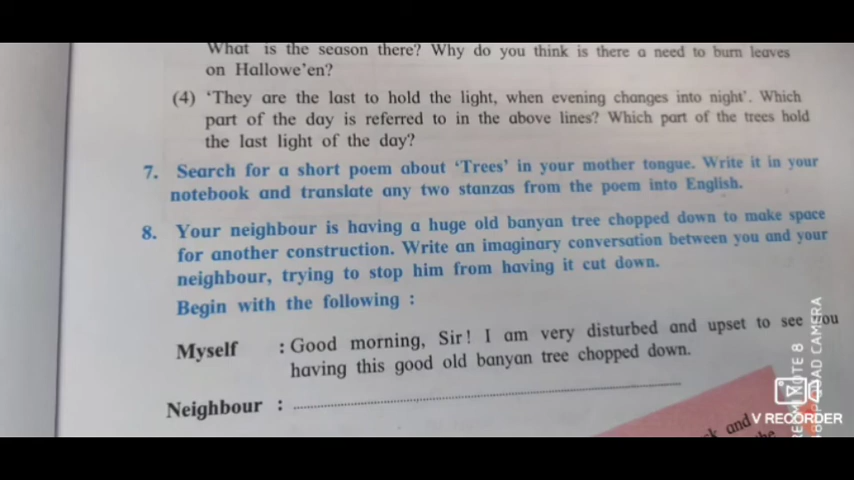 What is the season there? Why do you think is there a need to burn leaves
on Hallowe'en?
(4) 'They are the last to hold the light, when evening changes into night'. Which
part of the day is referred to in the above lines? Which part of the trees hold
the last light of the day?
7. Search for a short poem about 'Trees' in your mother tongue. Write it in your
notebook and translate any two stanzas from the poem into English.
8. Your neighbour is having a huge old banyan tree chopped down to make space
for another construction. Write an imaginary conversation between you and your
neighbour, trying to stop him from having it cut down.
Begin with the following :
Myself : Good morning, Sir! I am very disturbed and upset to see you
having this good old banyan tree chopped down.
Neighbour : ............
and
the
REDMI NOTE 8
QUAD CAMERA
V RECORDER